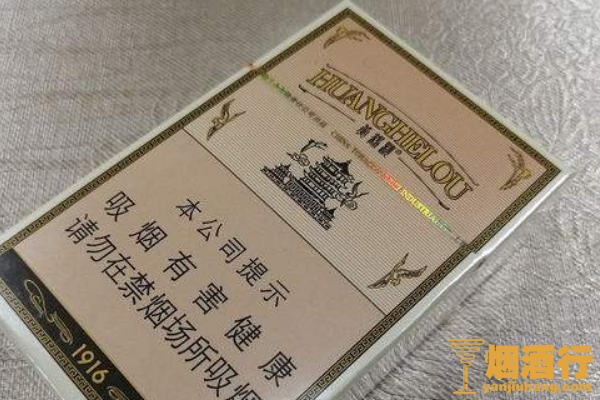 HUANGHELOU
黄鹤楼®
本公司提示
吸烟有害健康
请勿在禁烟场所吸烟
1916
烟酒行
yanjiuhang.com